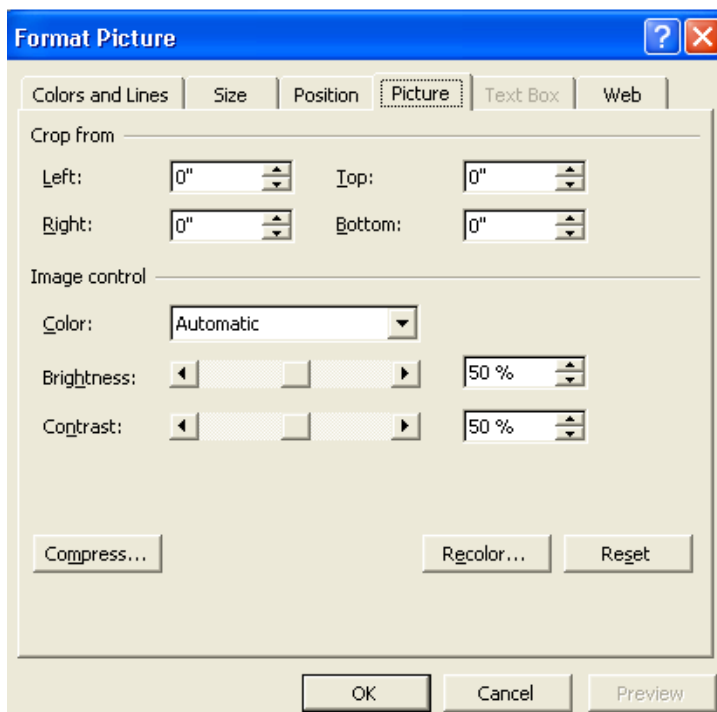 Format Picture
Colors and Lines Size Position Picture Text Box Web
Crop from
Left: 0" Top: 0"
Right: 0" Bottom: 0"
Image control
Color: Automatic
Brightness: 50 %
Contrast: 50 %
Compress... Recolor... Reset
OK Cancel Preview